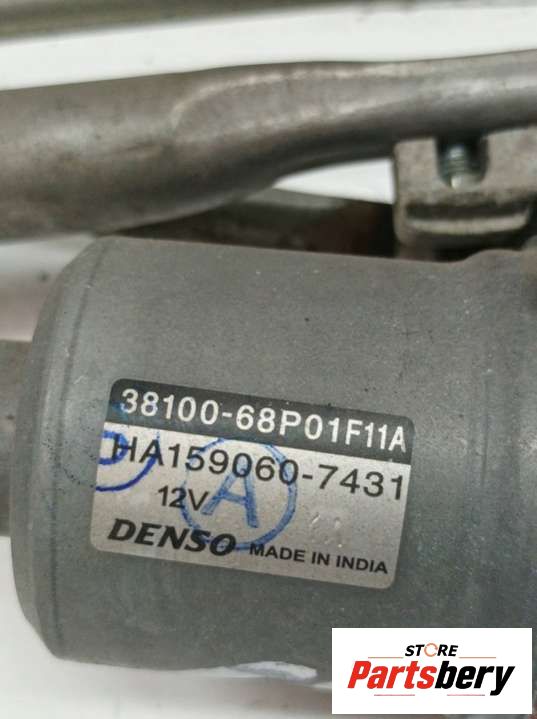 38100-68P01F11A
HA159060-7431
12V
A
DENSO MADE IN INDIA
STORE
Partsbery